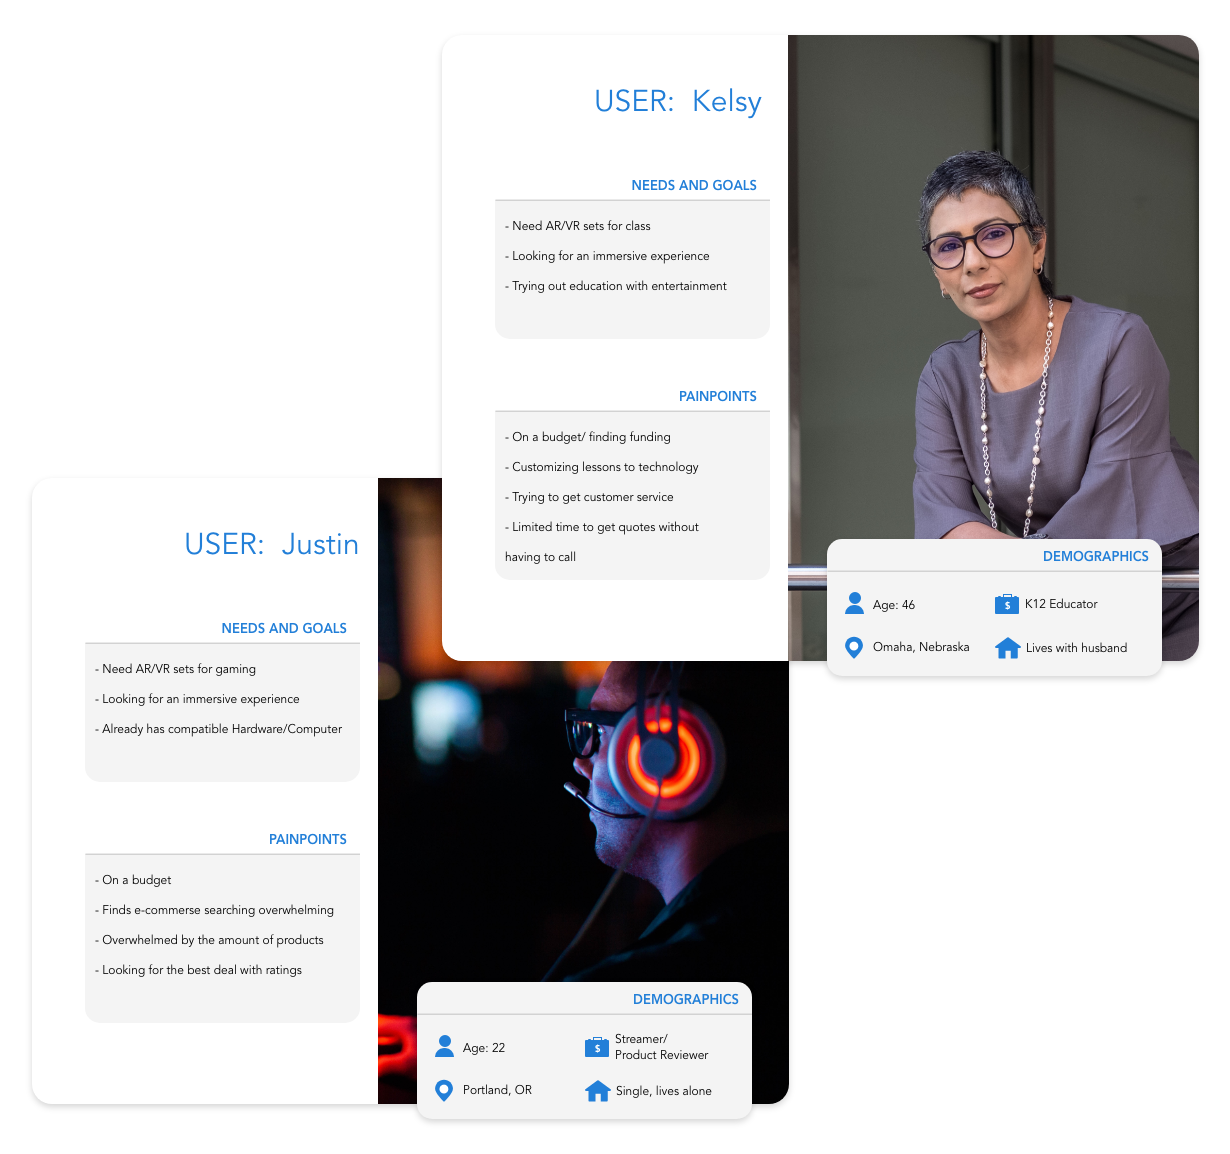 USER:  Kelsy
NEEDS AND GOALS
- Need AR/VR sets for class
- Looking for an immersive experience
- Trying out education with entertainment
PAINPOINTS
- On a budget/ finding funding
- Customizing lessons to technology
- Trying to get customer service
- Limited time to get quotes without
having to call
DEMOGRAPHICS
Age: 46
$ K12 Educator
Omaha, Nebraska
Lives with husband
USER:  Justin
NEEDS AND GOALS
- Need AR/VR sets for gaming
- Looking for an immersive experience
- Already has compatible Hardware/Computer
PAINPOINTS
- On a budget
- Finds e-commerse searching overwhelming
- Overwhelmed by the amount of products
- Looking for the best deal with ratings
DEMOGRAPHICS
Age: 22
$ Streamer/
Product Reviewer
Portland, OR
Single, lives alone